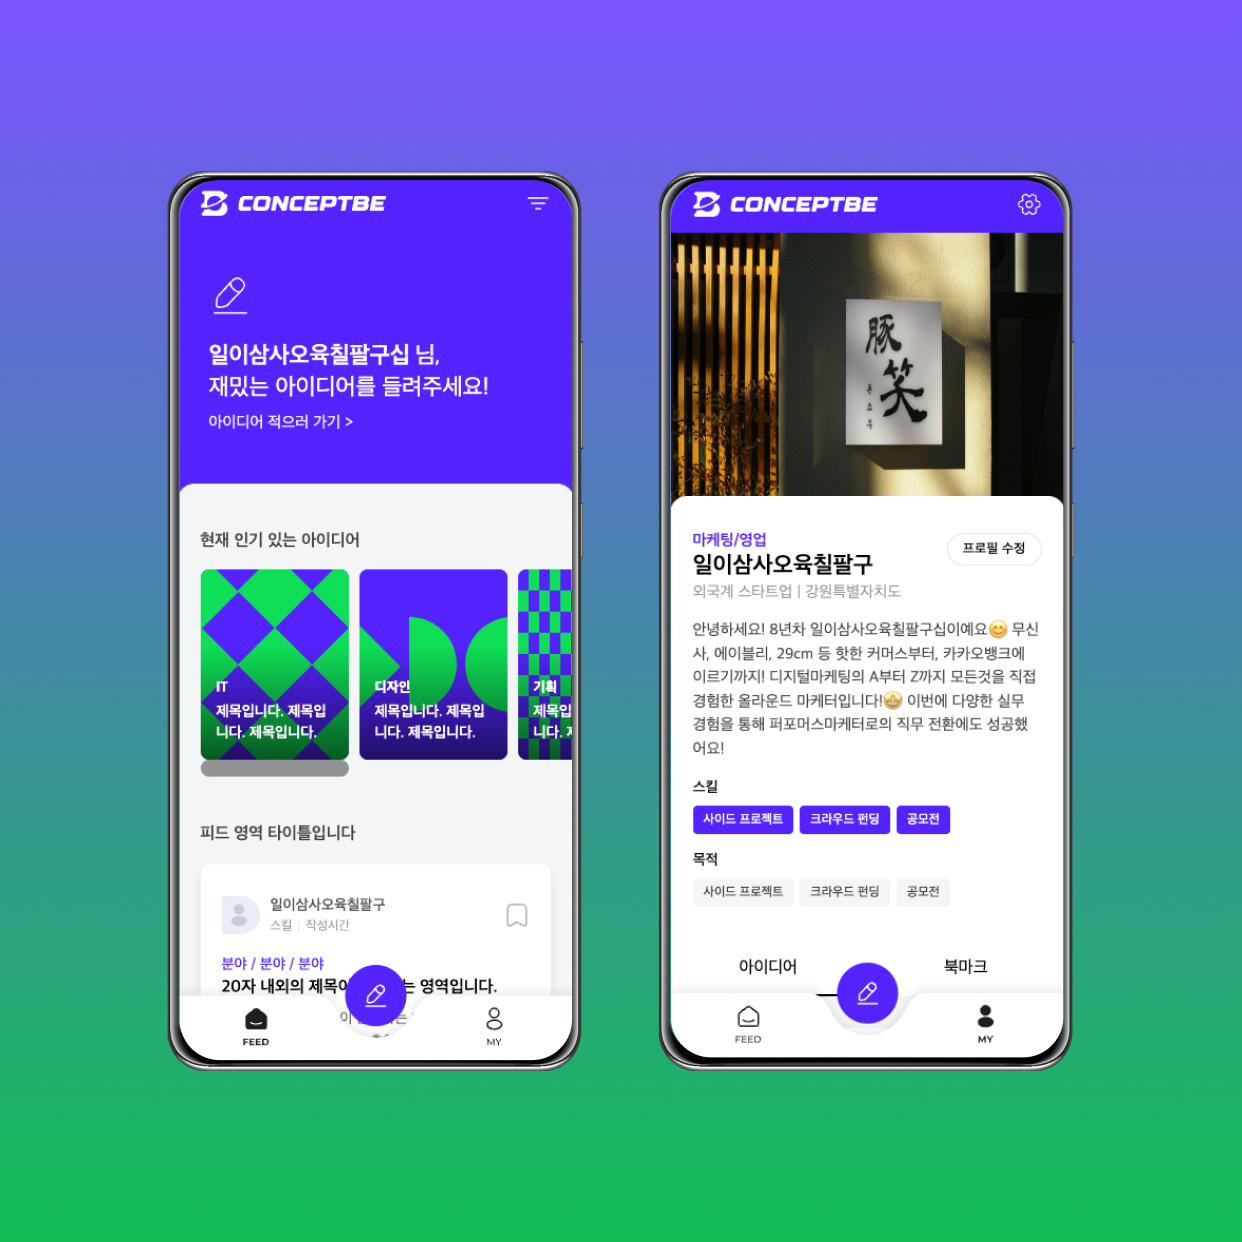 CONCEPTBE
일이삼사오육칠팔구십 님,
재밌는 아이디어를 들려주세요!
아이디어 적으러 가기 >
현재 인기 있는 아이디어
IT
제목입니다. 제목입
니다. 제목입니다.
디자인
제목입니다. 제목입
니다. 제목입니다.
기획
제목입
니다.
피드 영역 타이틀입니다
일이삼사오육칠팔구
스킬 | 작성시간
분야 / 분야 / 분야
20자 내외의 제목이 는 영역입니다.
FEED
MY
CONCEPTBE
豚
笑
마케팅/영업
일이삼사오육칠팔구
프로필 수정
외국계 스타트업 | 강원특별자치도
안녕하세요! 8년차 일이삼사오육칠팔구십이예요😊 무신
사, 에이블리, 29cm 등 핫한 커머스부터, 카카오뱅크에
이르기까지! 디지털마케팅의 A부터 Z까지 모든것을 직접
경험한 올라운드 마케터입니다!🤩 이번에 다양한 실무
경험을 통해 퍼포머스마케터로의 직무 전환에도 성공했
어요!
스킬
사이드 프로젝트
크라우드 펀딩
공모전
목적
사이드 프로젝트
크라우드 펀딩
공모전
아이디어
북마크
FEED
MY